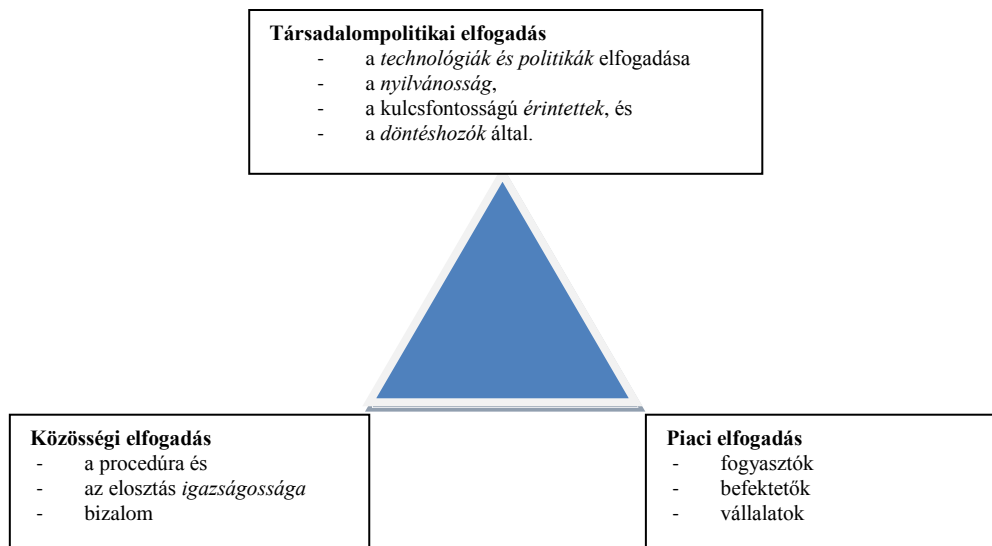 Társadalompolitikai elfogadás
- a technológiák és politikák elfogadása
- a nyilvánosság,
- a kulcsfontosságú érintettek, és
- a döntéshozók által.
Közösségi elfogadás
- a procedúra és
- az elosztás igazságossága
- bizalom
Piaci elfogadás
- fogyasztók
- befektetők
- vállalatok